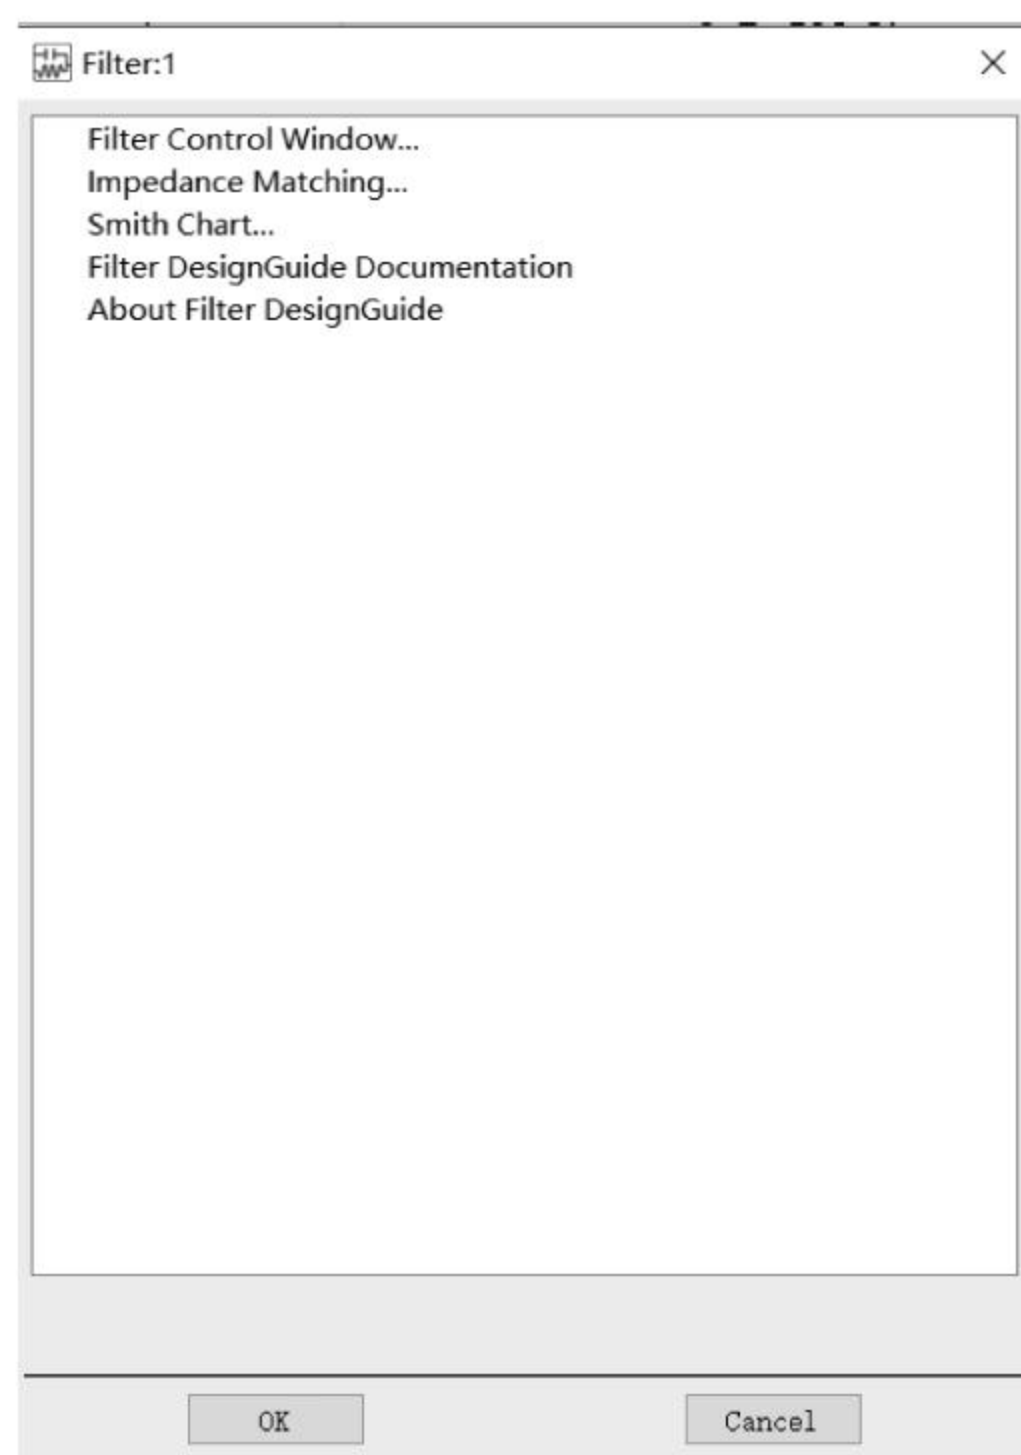 Filter:1
Filter Control Window...
Impedance Matching...
Smith Chart...
Filter DesignGuide Documentation
About Filter DesignGuide
OK
Cancel